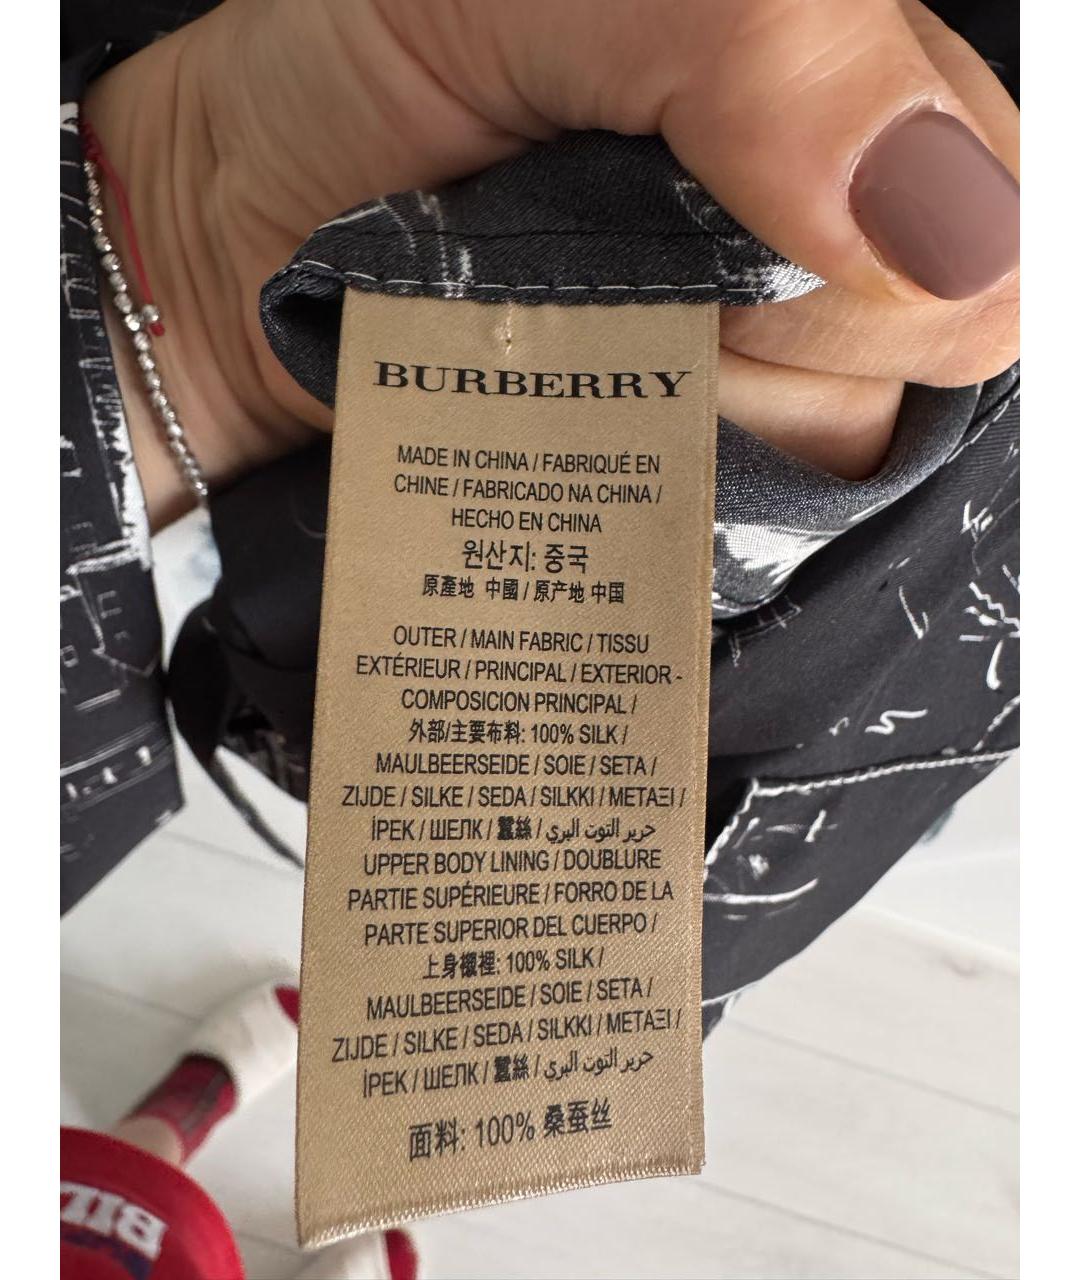 BURBERRY
MADE IN CHINA / FABRIQUÉ EN
CHINE / FABRICADO NA CHINA /
HECHO EN CHINA
원산지: 중국
原產地 中國 / 原产地 中国
OUTER / MAIN FABRIC / TISSU
EXTÉRIEUR / PRINCIPAL / EXTERIOR -
COMPOSICION PRINCIPAL /
外部/主要布料: 100% SILK /
MAULBEERSEIDE / SOIE / SETA /
ZIJDE / SILKE / SEDA / SILKKI / ΜΕΤΑΞΙ /
İPEK / ШЕЛК / 蠶絲 / حرير التوت البري
UPPER BODY LINING / DOUBLURE
PARTIE SUPÉRIEURE / FORRO DE LA
PARTE SUPERIOR DEL CUERPO /
上身襯裡: 100% SILK /
MAULBEERSEIDE / SOIE / SETA /
ZIJDE / SILKE / SEDA / SILKKI / ΜΕΤΑΞΙ /
İPEK / ШЕЛК / 蠶絲 / حرير التوت البري
面料: 100% 桑蚕丝